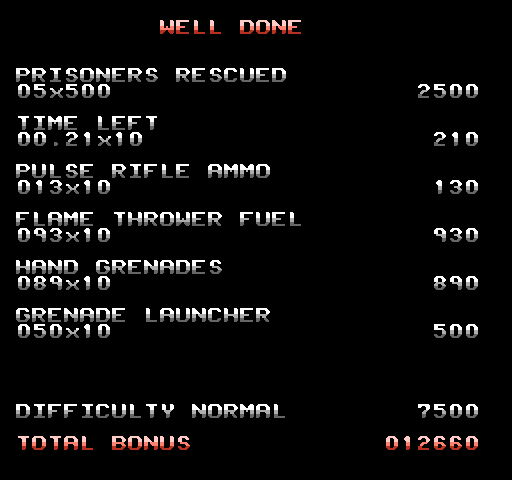 WELL DONE
PRISONERS RESCUED
05x500 2500
TIME LEFT
00.21x10 210
PULSE RIFLE AMMO
013x10 130
FLAME THROWER FUEL
093x10 930
HAND GRENADES
089x10 890
GRENADE LAUNCHER
050x10 500
DIFFICULTY NORMAL 7500
TOTAL BONUS 012660